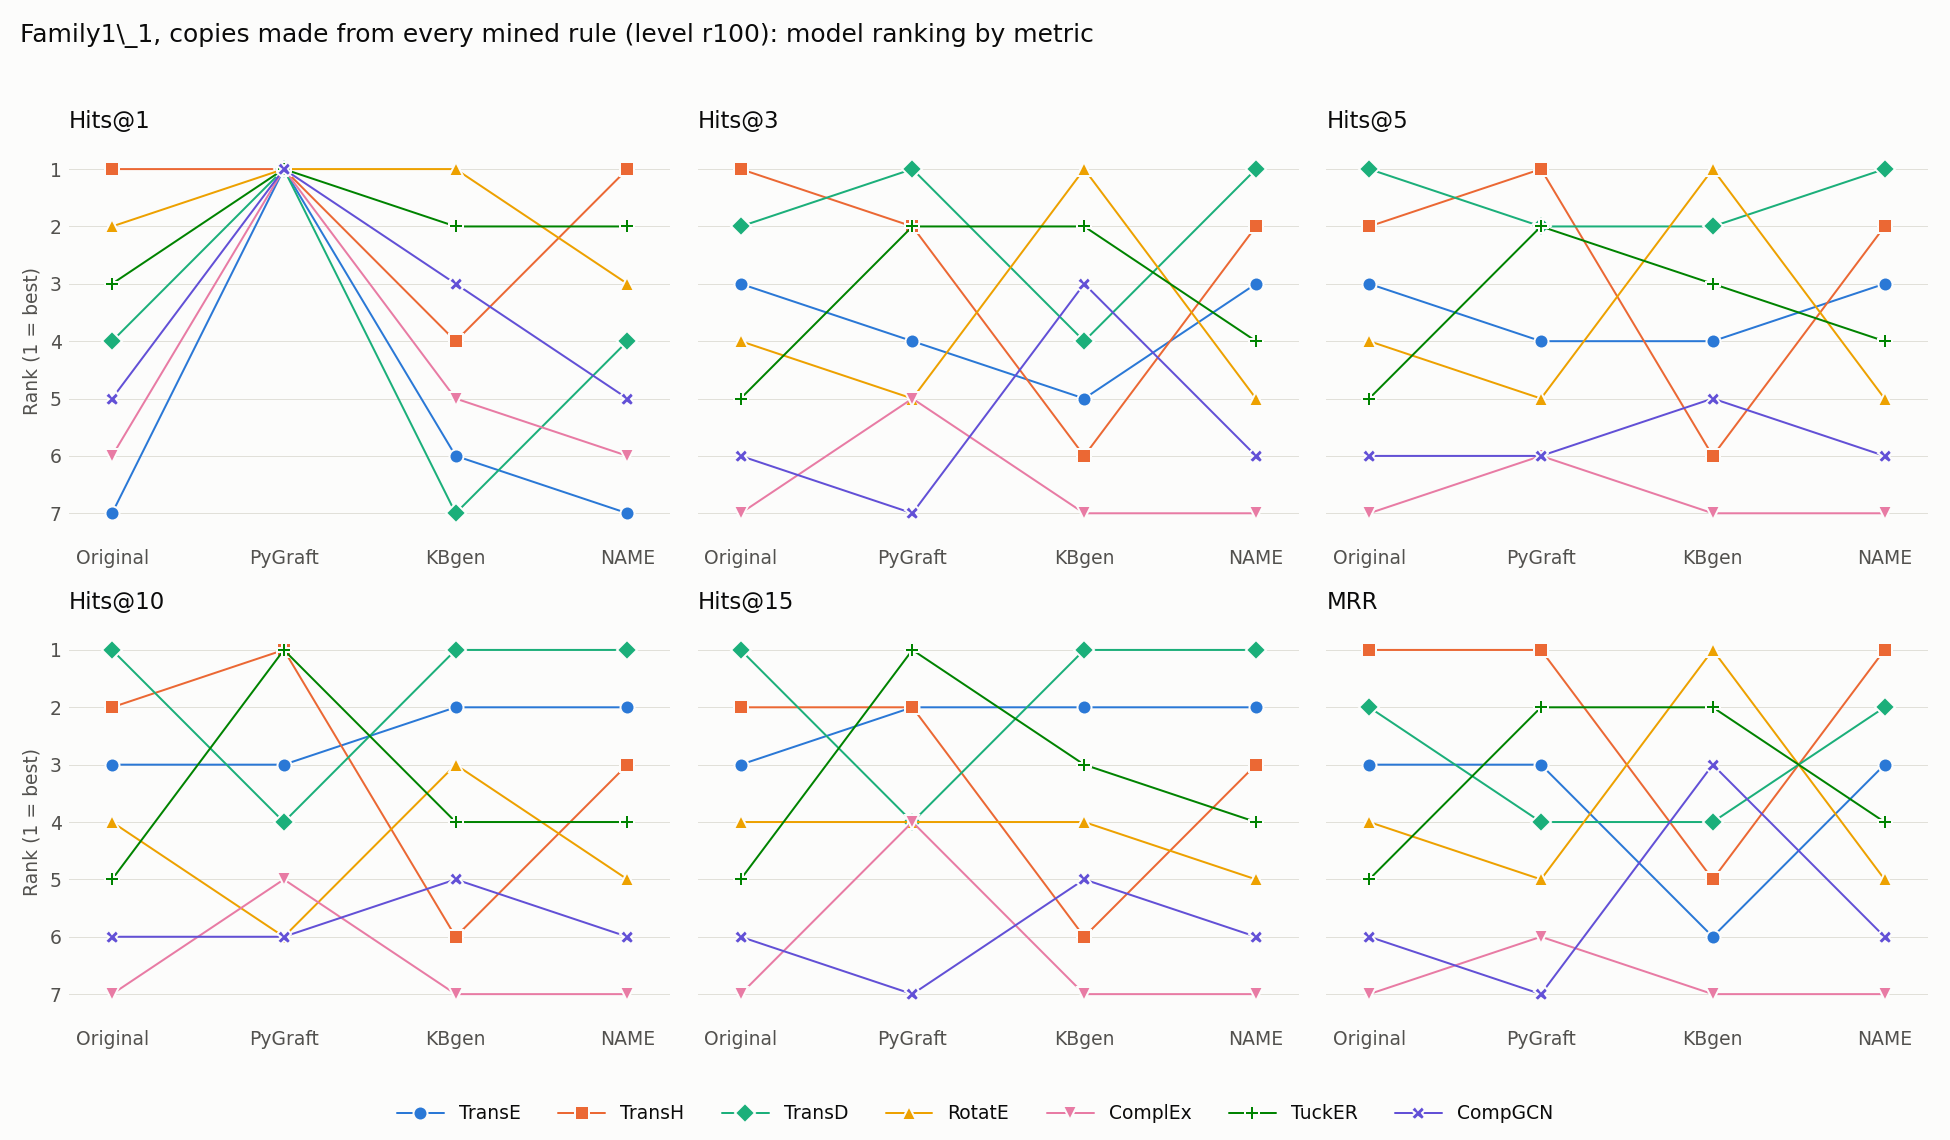 Family1\_1, copies made from every mined rule (level r100): model ranking by metric
Hits@1
Hits@3
Hits@5
Rank (1 = best)
1
2
3
4
5
6
7
Original PyGraft KBgen NAME
Original PyGraft KBgen NAME
Original PyGraft KBgen NAME
Hits@10
Hits@15
MRR
Rank (1 = best)
1
2
3
4
5
6
7
Original PyGraft KBgen NAME
Original PyGraft KBgen NAME
Original PyGraft KBgen NAME
TransE TransH TransD RotatE ComplEx TuckER CompGCN